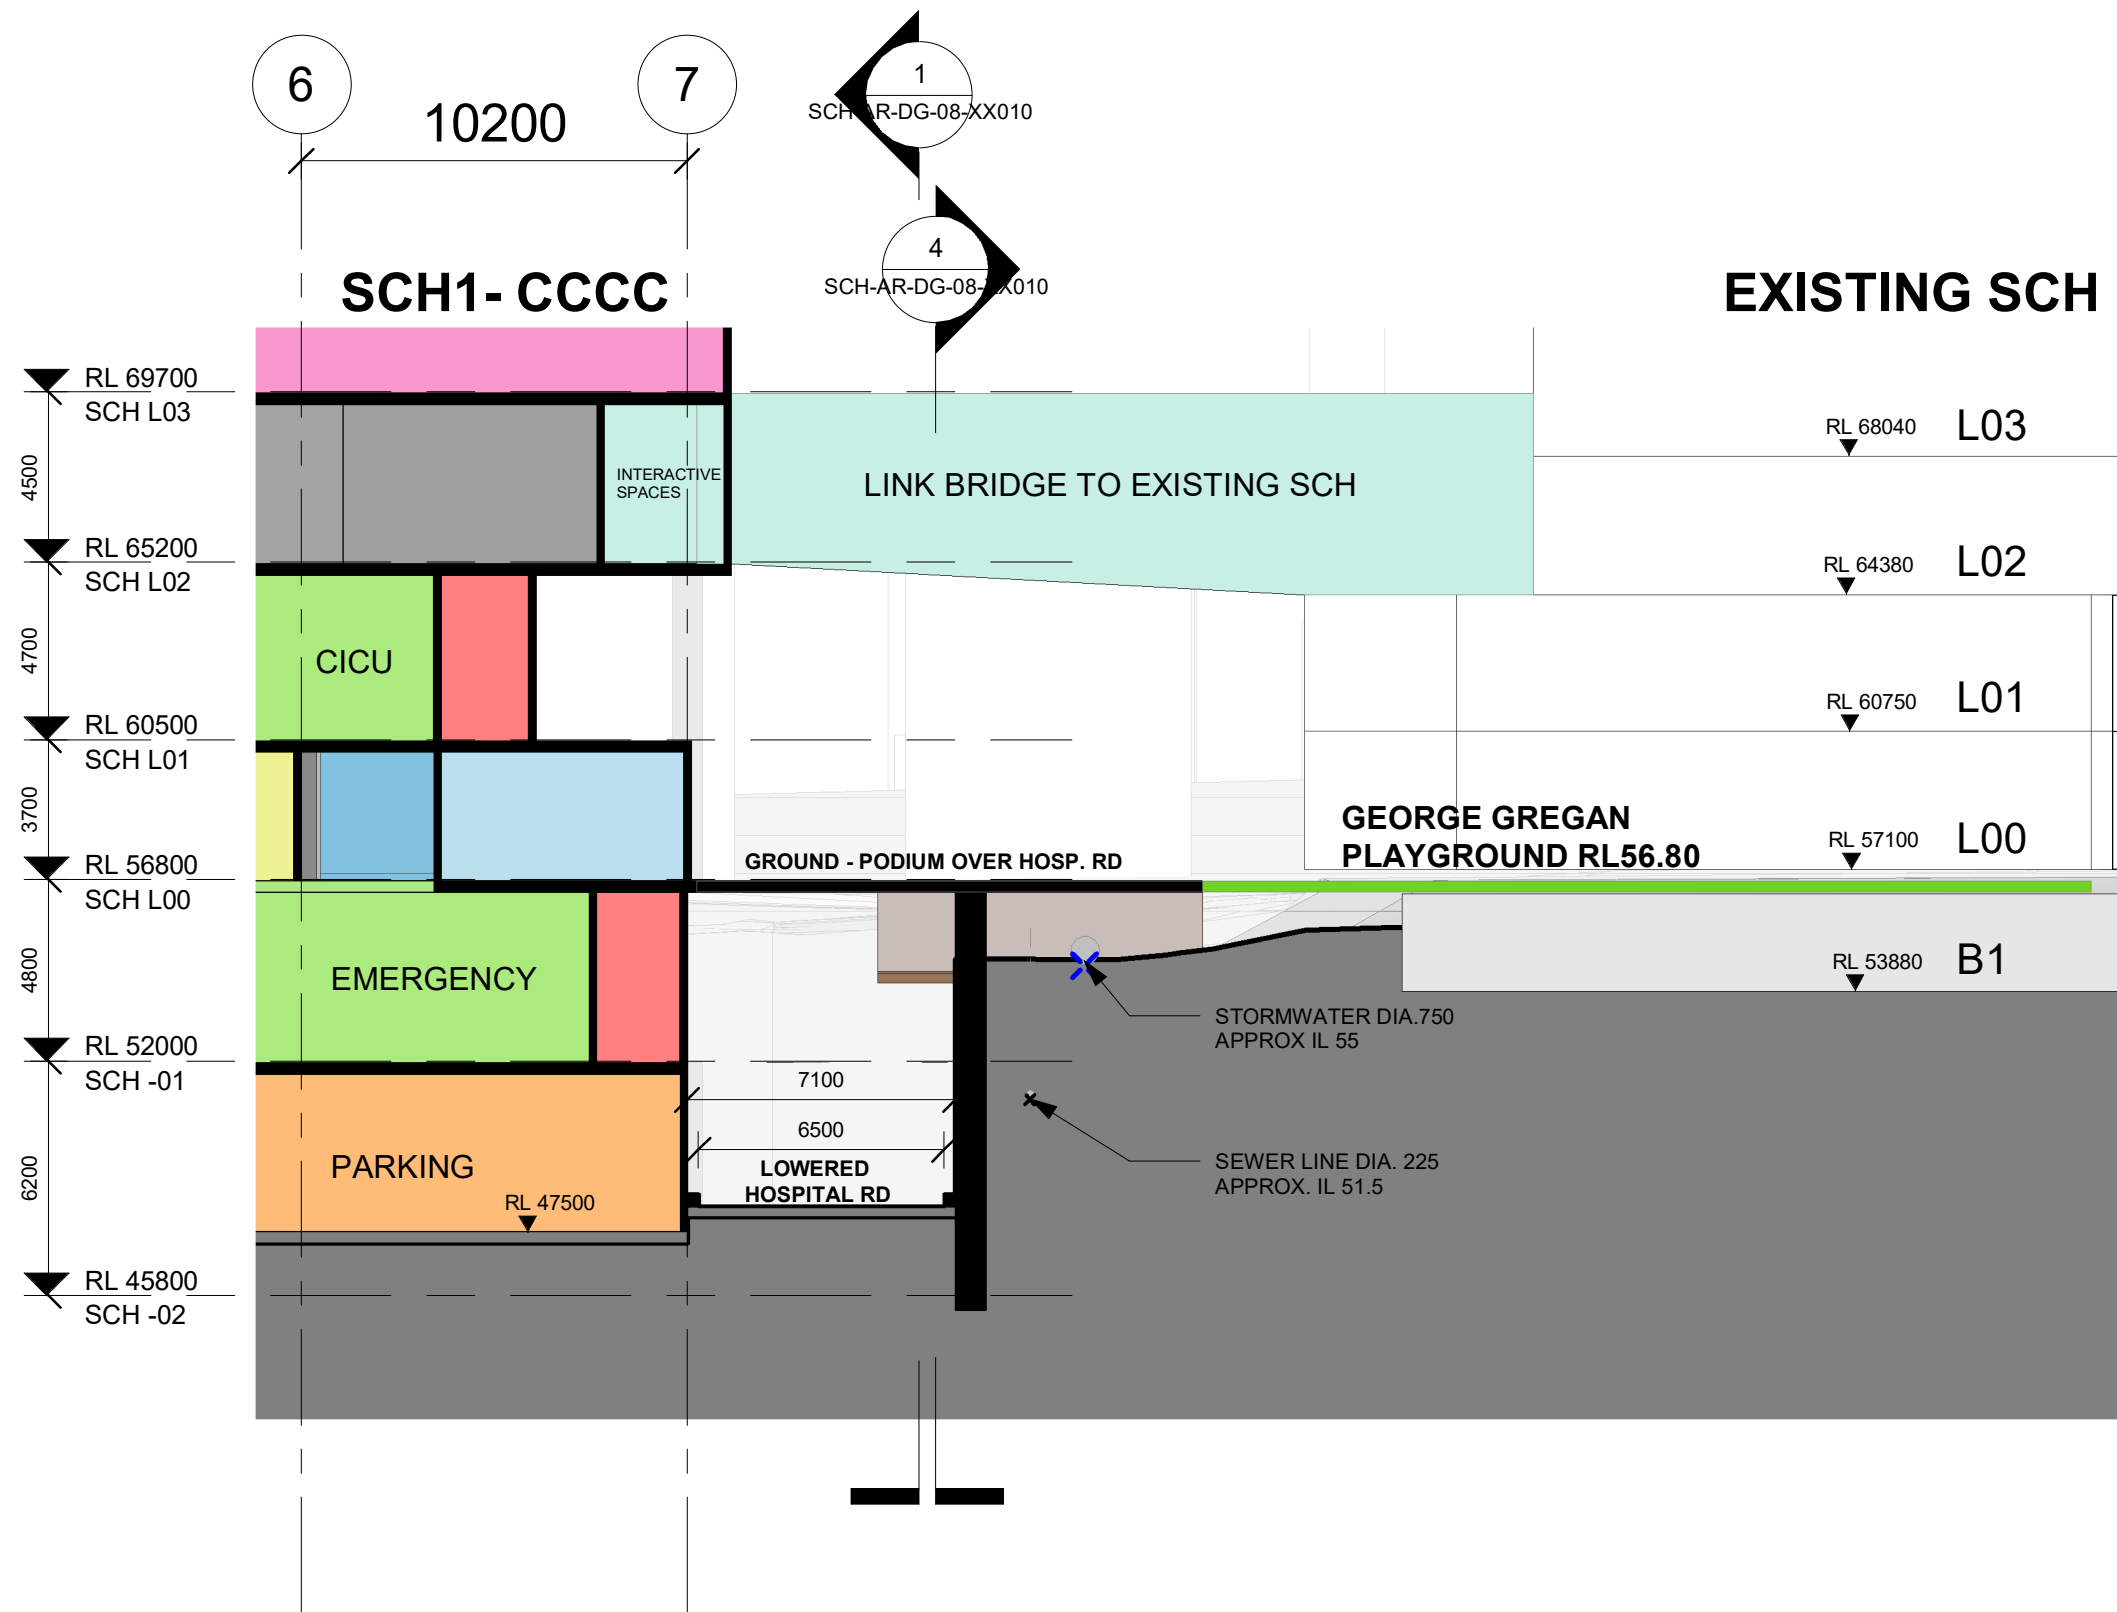 6
7
1
SCH-AR-DG-08-XX010
10200
4
SCH-AR-DG-08-XX010
SCH1- CCCC
EXISTING SCH
RL 69700
SCH L03
4500
INTERACTIVE
SPACES
LINK BRIDGE TO EXISTING SCH
RL 68040
L03
RL 65200
SCH L02
RL 64380
L02
4700
CICU
RL 60500
SCH L01
RL 60750
L01
3700
GEORGE GREGAN
PLAYGROUND RL56.80
RL 57100
L00
GROUND - PODIUM OVER HOSP. RD
RL 56800
SCH L00
4800
EMERGENCY
RL 53880
B1
STORMWATER DIA.750
APPROX IL 55
RL 52000
SCH -01
7100
6500
6200
PARKING
LOWERED
HOSPITAL RD
SEWER LINE DIA. 225
APPROX. IL 51.5
RL 47500
RL 45800
SCH -02